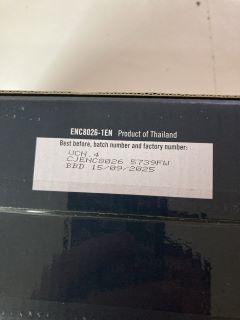 ENC8026-1EN Product of Thailand
Best before, batch number and factory number:
VCN.4
CJENC8026 5739FW
BBD 15/09/2025